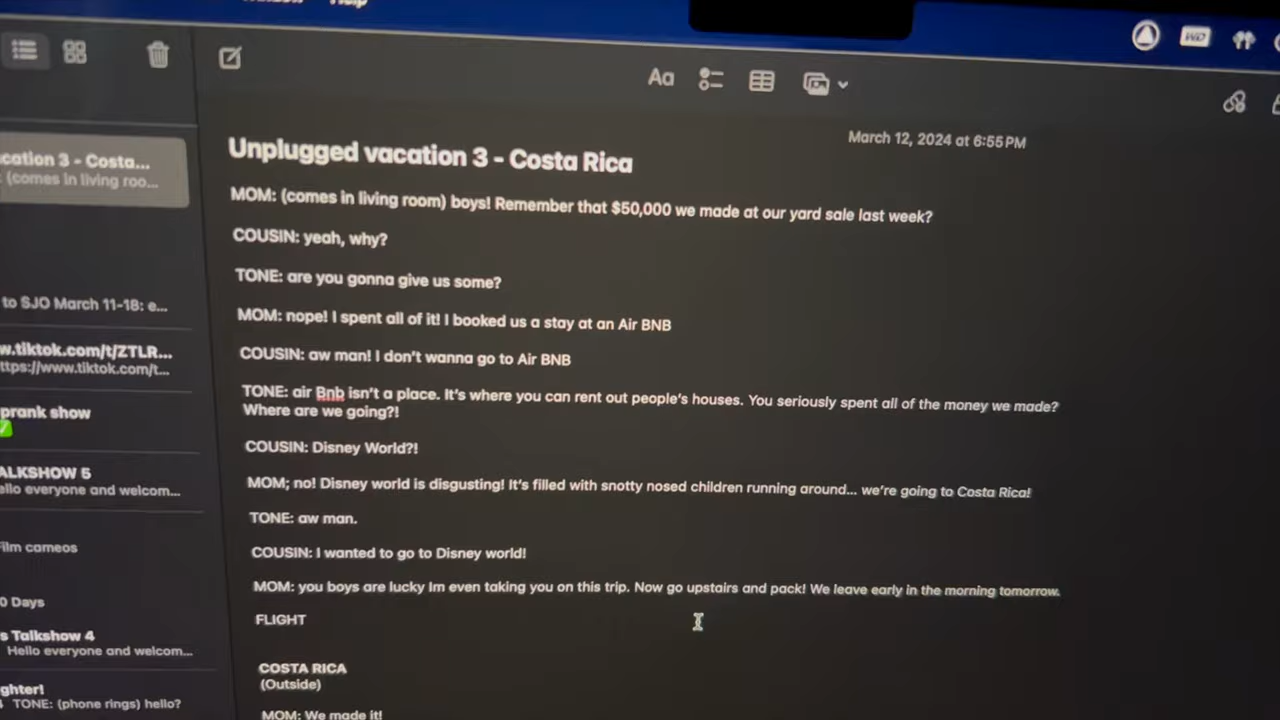 Help
WD
Aa
March 12, 2024 at 6:55 PM
Unplugged vacation 3 - Costa Rica
MOM: (comes in living room) boys! Remember that $50,000 we made at our yard sale last week?
COUSIN: yeah, why?
TONE: are you gonna give us some?
MOM: nope! I spent all of it! I booked us a stay at an Air BNB
COUSIN: aw man! I don't wanna go to Air BNB
TONE: air Bnb isn't a place. It's where you can rent out people's houses. You seriously spent all of the money we made?
Where are we going?!
COUSIN: Disney World?!
MOM; no! Disney world is disgusting! It's filled with snotty nosed children running around... we're going to Costa Rica!
TONE: aw man.
COUSIN: I wanted to go to Disney world!
MOM: you boys are lucky Im even taking you on this trip. Now go upstairs and pack! We leave early in the morning tomorrow.
FLIGHT
COSTA RICA
(Outside)
MOM: We made it!
cation 3 - Costa...
(comes in living roo...
to SJO March 11-18: e...
w.tiktok.com/t/ZTLR...
ttps://www.tiktok.com/t...
prank show
ALKSHOW 5
ello everyone and welcom...
ilm cameos
0 Days
s Talkshow 4
Hello everyone and welcom...
ghter!
TONE: (phone rings) hello?